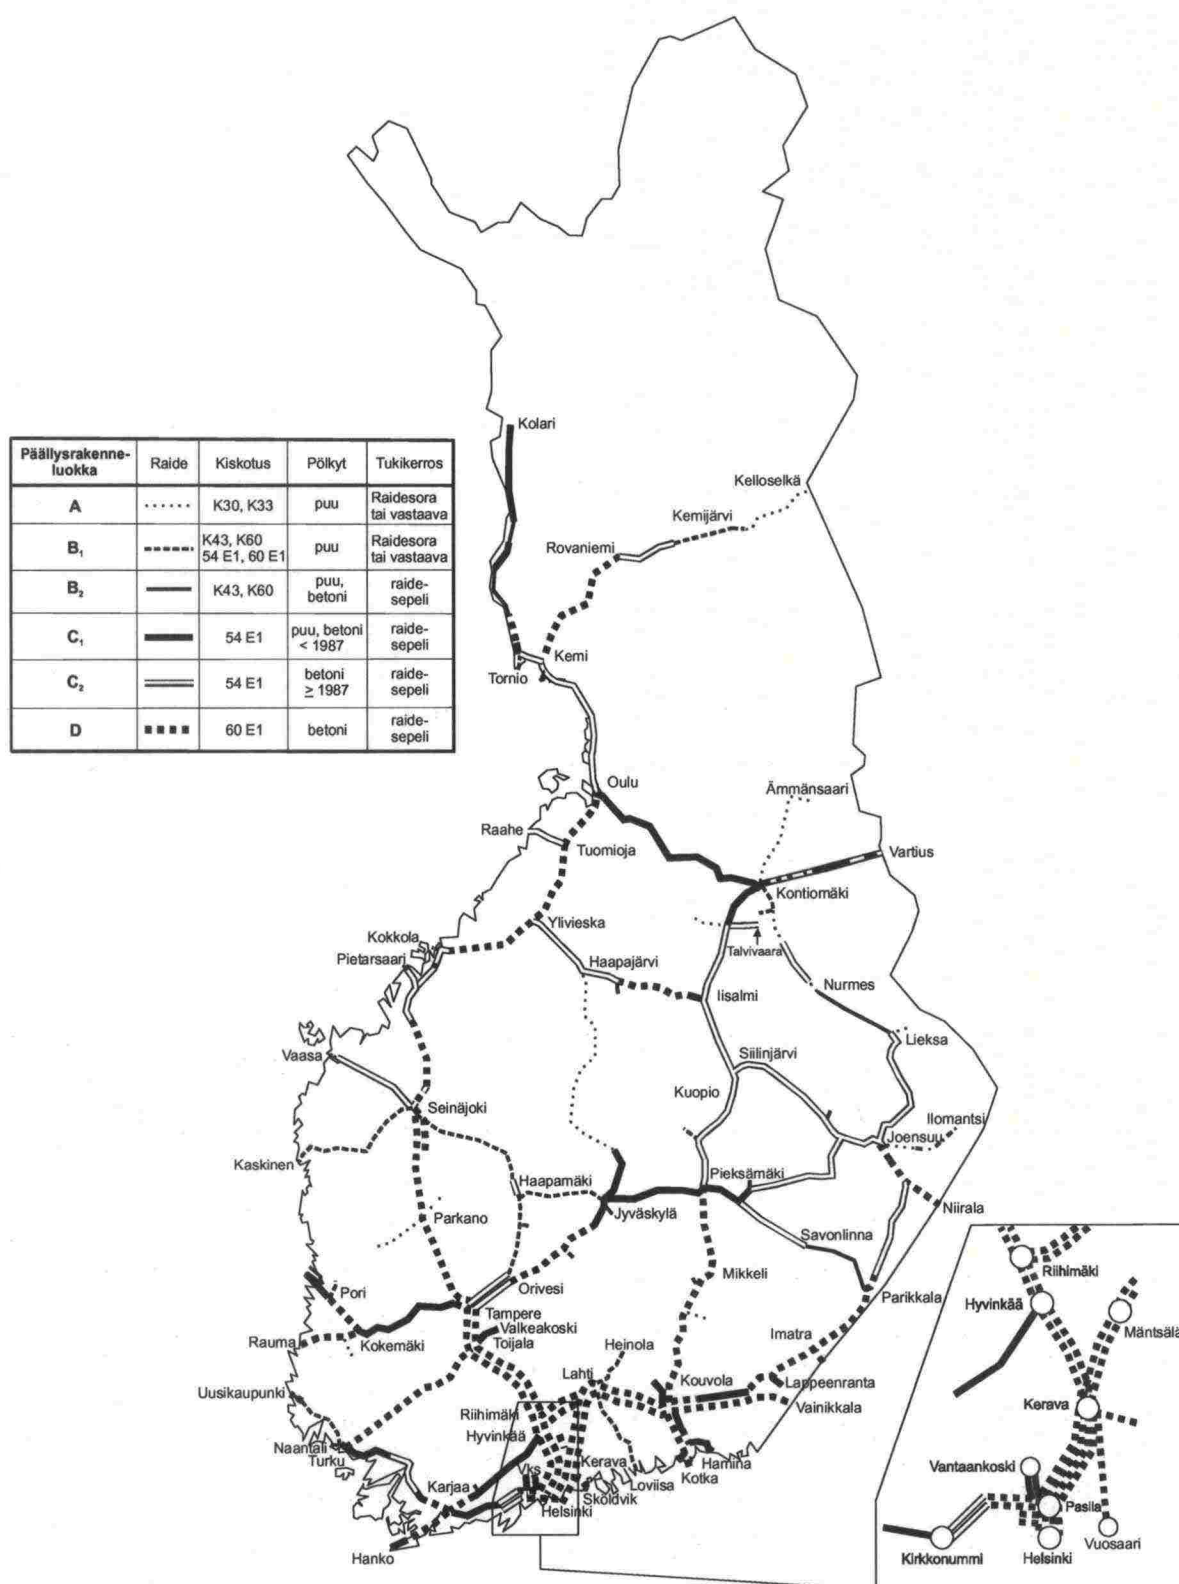 Päällysrakenne-
luokka
Raide
Kiskotus
Pölkyt
Tukikerros
A
K30, K33
puu
Raidesora
tai vastaava
B₁
K43, K60
54 E1, 60 E1
puu
Raidesora
tai vastaava
B₂
K43, K60
puu,
betoni
raide-
sepeli
C₁
54 E1
puu, betoni
< 1987
raide-
sepeli
C₂
54 E1
betoni
≥ 1987
raide-
sepeli
D
60 E1
betoni
raide-
sepeli
Kolari
Kelloselkä
Kemijärvi
Rovaniemi
Kemi
Tornio
Oulu
Ämmänsaari
Raahe
Tuomioja
Vartius
Kontiomäki
Ylivieska
Kokkola
Talvivaara
Pietarsaari
Haapajärvi
Nurmes
Iisalmi
Lieksa
Vaasa
Siilinjärvi
Kuopio
Seinäjoki
Ilomantsi
Joensuu
Kaskinen
Haapamäki
Pieksämäki
Jyväskylä
Niirala
Parkano
Savonlinna
Mikkeli
Pori
Orivesi
Parikkala
Tampere
Valkeakoski
Toijala
Rauma
Kokemäki
Heinola
Imatra
Lahti
Kouvola
Lappeenranta
Uusikaupunki
Vainikkala
Riihimäki
Hyvinkää
Naantali
Turku
Kerava
Hamina
Vks
Loviisa
Kotka
Karjaa
Sköldvik
Helsinki
Hanko
Riihimäki
Hyvinkää
Mäntsälä
Kerava
Vantaankoski
Pasila
Kirkkonummi
Helsinki
Vuosaari